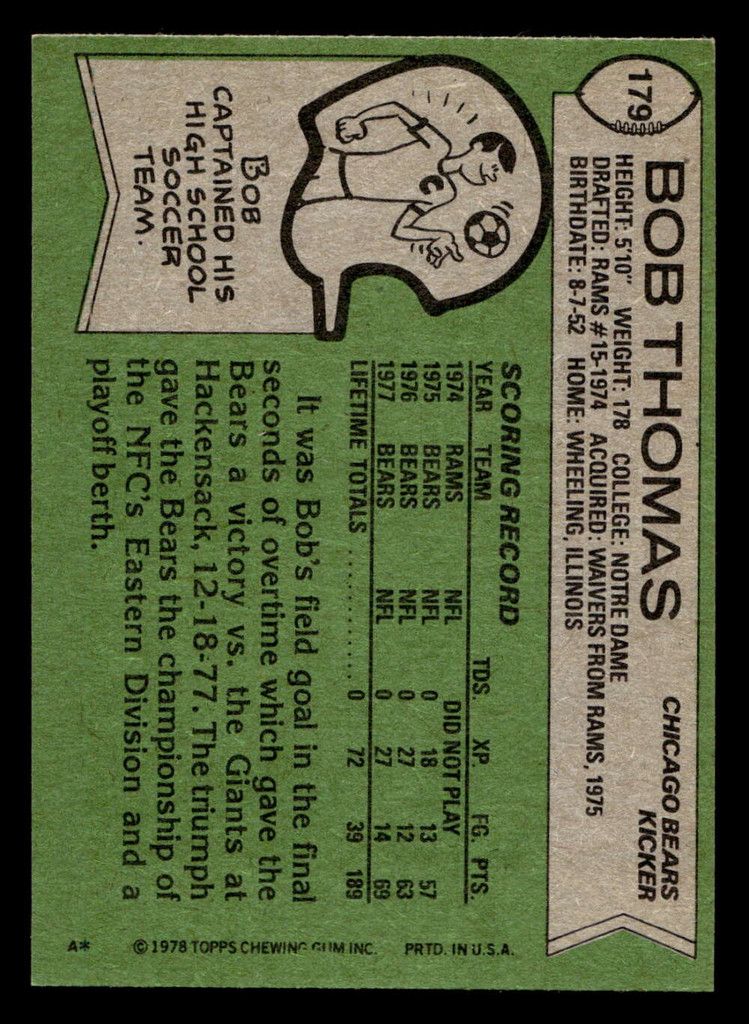 179
BOB THOMAS
CHICAGO BEARS
KICKER
HEIGHT: 5'10" WEIGHT: 178 COLLEGE: NOTRE DAME
DRAFTED: RAMS #15-1974 ACQUIRED: WAIVERS FROM RAMS, 1975
BIRTHDATE: 8-7-52 HOME: WHEELING, ILLINOIS
C
BOB
CAPTAINED HIS
HIGH SCHOOL
SOCCER
TEAM.
SCORING RECORD
YEAR TEAM TDS. XP. FG. PTS.
1974 RAMS NFL DID NOT PLAY
1975 BEARS NFL 0 18 13 57
1976 BEARS NFL 0 27 12 63
1977 BEARS NFL 0 27 14 69
LIFETIME TOTALS ............ 0 72 39 189
It was Bob's field goal in the final
seconds of overtime which gave the
Bears a victory vs. the Giants at
Hackensack, 12-18-77. The triumph
gave the Bears the championship of
the NFC's Eastern Division and a
playoff berth.
A* © 1978 TOPPS CHEWING GUM INC. PRTD. IN U.S.A.